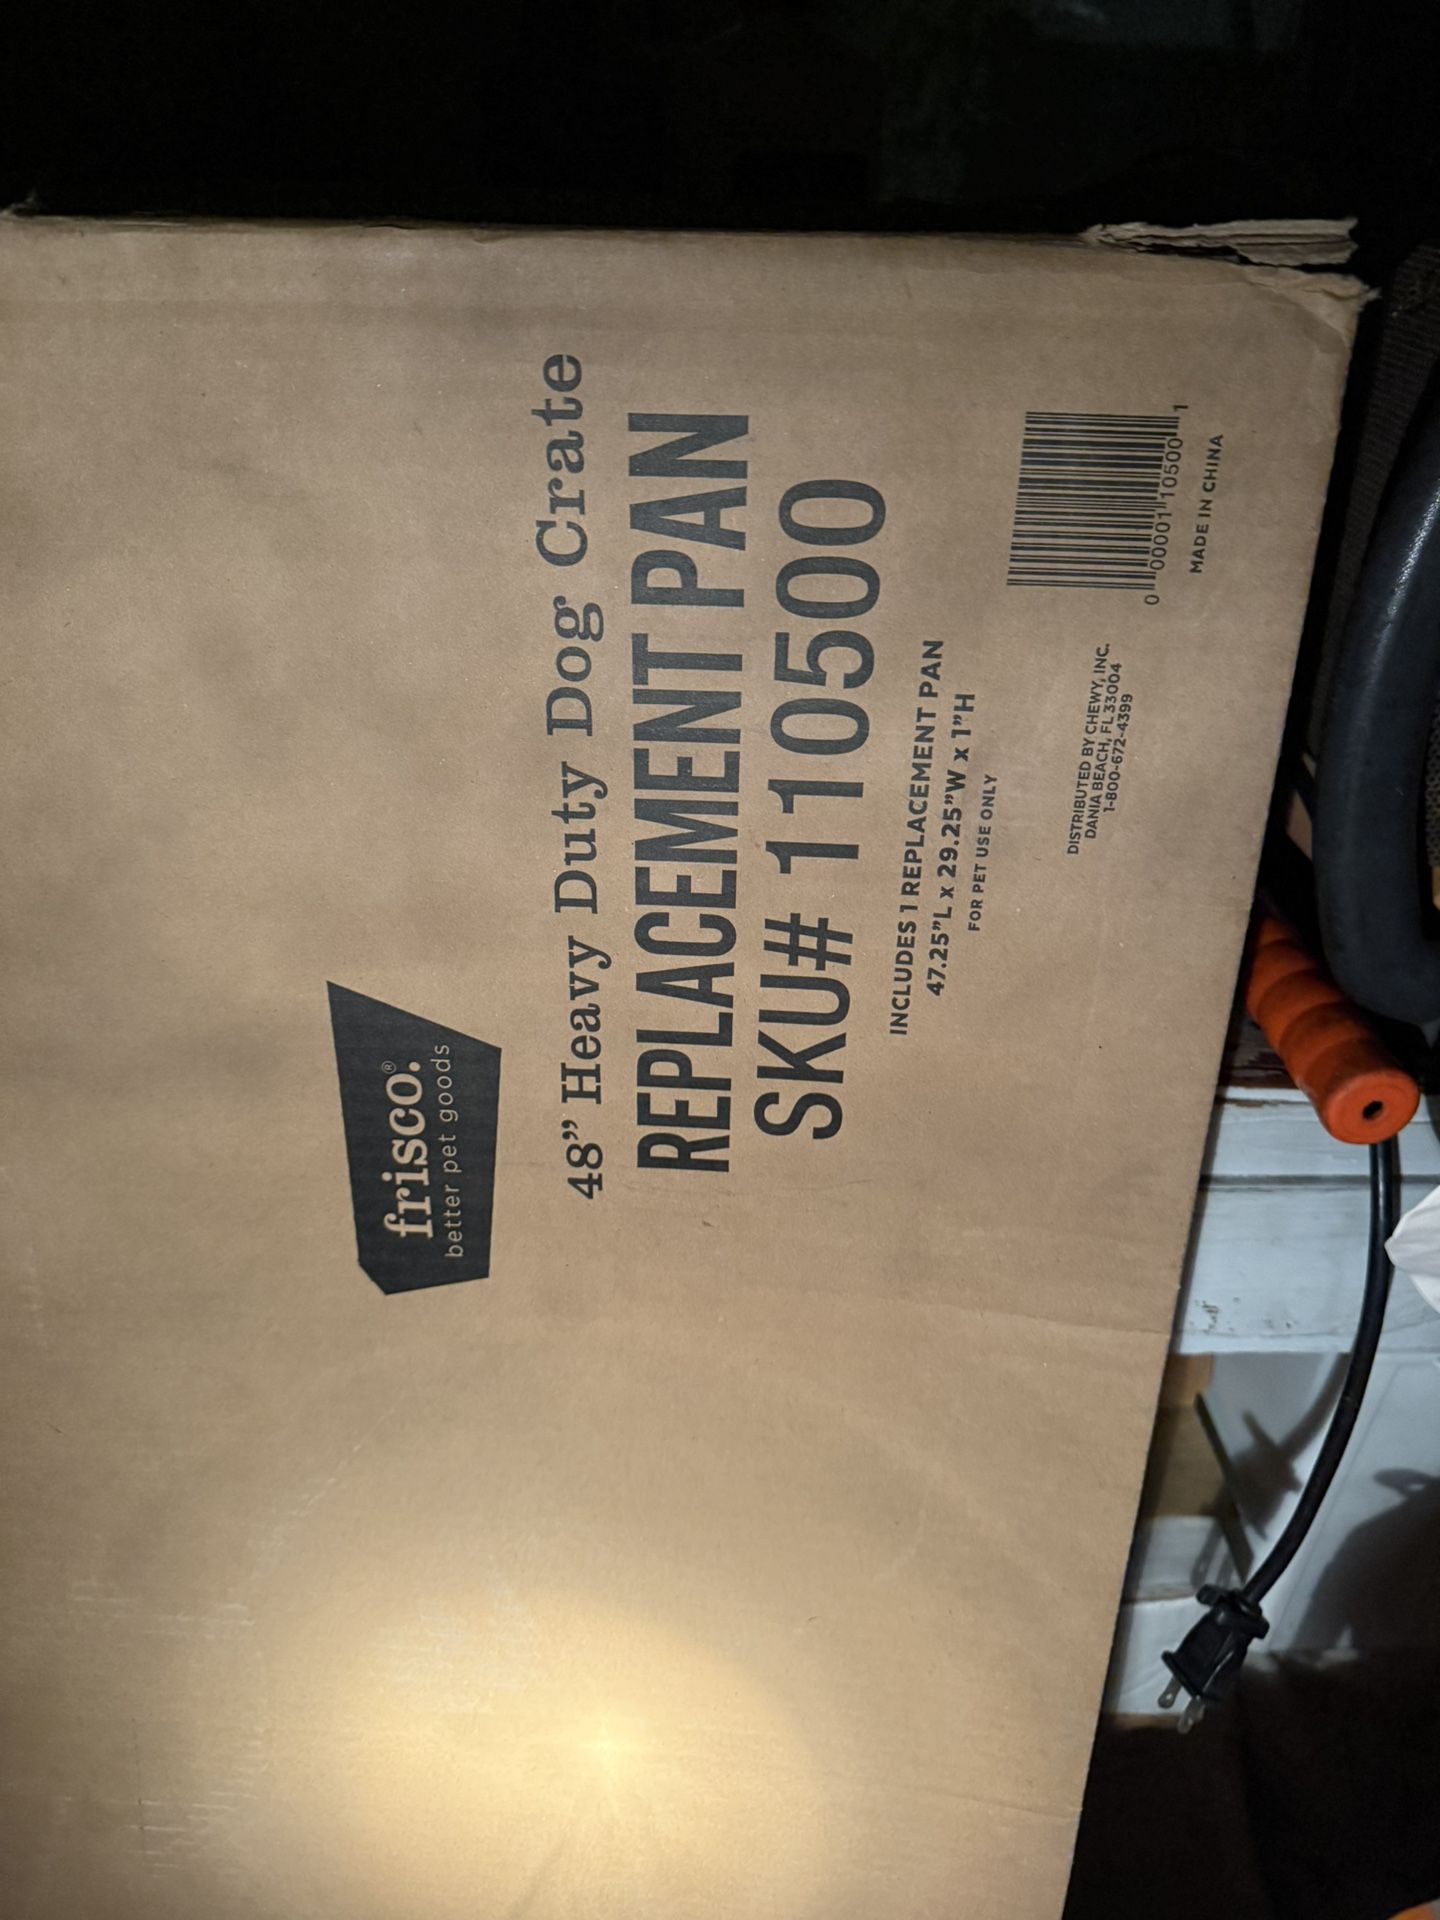 frisco.®
better pet goods
48” Heavy Duty Dog Crate
REPLACEMENT PAN
SKU# 110500
INCLUDES 1 REPLACEMENT PAN
47.25”L x 29.25”W x 1”H
FOR PET USE ONLY
DISTRIBUTED BY CHEWY, INC.
DANIA BEACH, FL 33004
1-800-672-4399
0 00001 10500 1
MADE IN CHINA